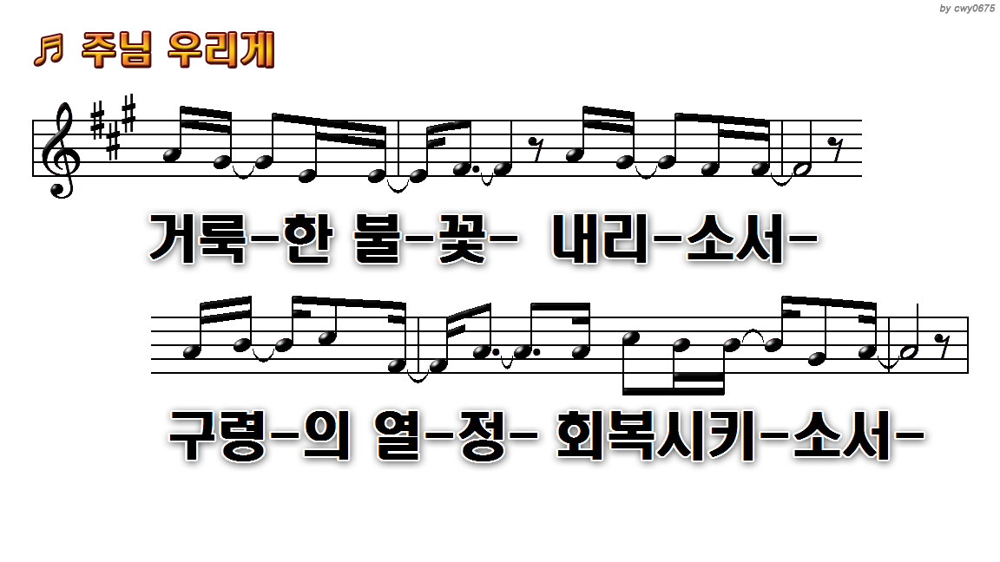 by cwy0675
♬ 주님 우리게
거룩-한 불-꽃- 내리-소서-
구령-의 열-정- 회복시키-소서-